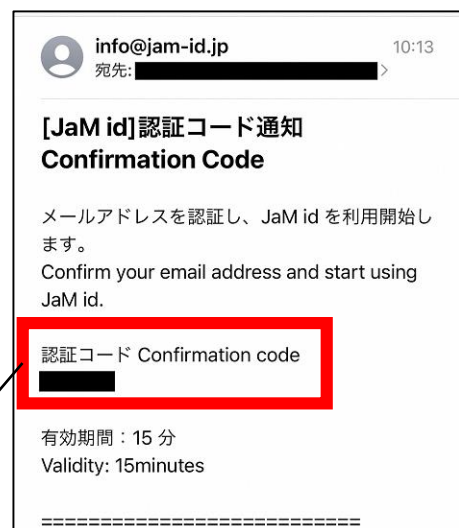 info@jam-id.jp 10:13
宛先:
[JaM id]認証コード通知
Confirmation Code
メールアドレスを認証し、JaM id を利用開始し
ます。
Confirm your email address and start using
JaM id.
認証コード Confirmation code
有効期間：15 分
Validity: 15minutes
===========================